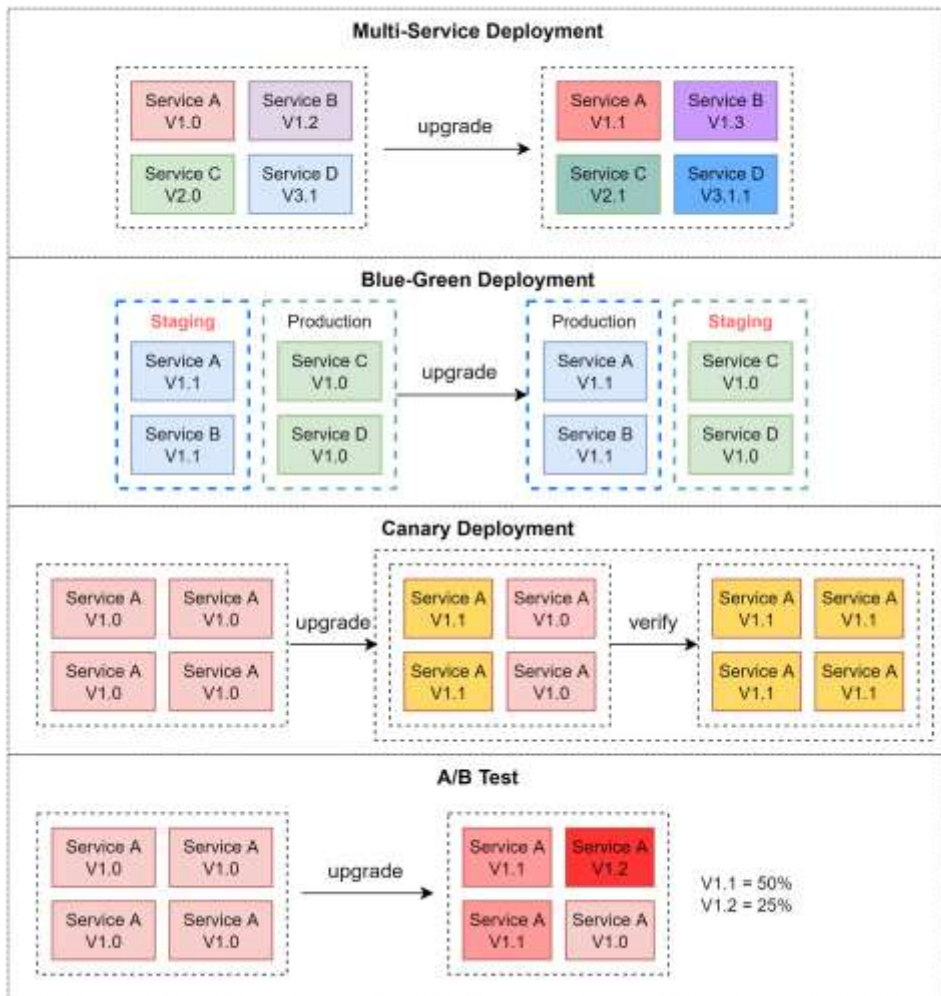 Multi-Service Deployment
Service A
V1.0
Service B
V1.2
Service C
V2.0
Service D
V3.1
upgrade
Service A
V1.1
Service B
V1.3
Service C
V2.1
Service D
V3.1.1
Blue-Green Deployment
Staging
Service A
V1.1
Service B
V1.1
Production
Service C
V1.0
Service D
V1.0
upgrade
Production
Service A
V1.1
Service B
V1.1
Staging
Service C
V1.0
Service D
V1.0
Canary Deployment
Service A
V1.0
Service A
V1.0
Service A
V1.0
Service A
V1.0
upgrade
Service A
V1.1
Service A
V1.0
Service A
V1.1
Service A
V1.0
verify
Service A
V1.1
Service A
V1.1
Service A
V1.1
Service A
V1.1
A/B Test
Service A
V1.0
Service A
V1.0
Service A
V1.0
Service A
V1.0
upgrade
Service A
V1.1
Service A
V1.2
Service A
V1.1
Service A
V1.0
V1.1 = 50%
V1.2 = 25%